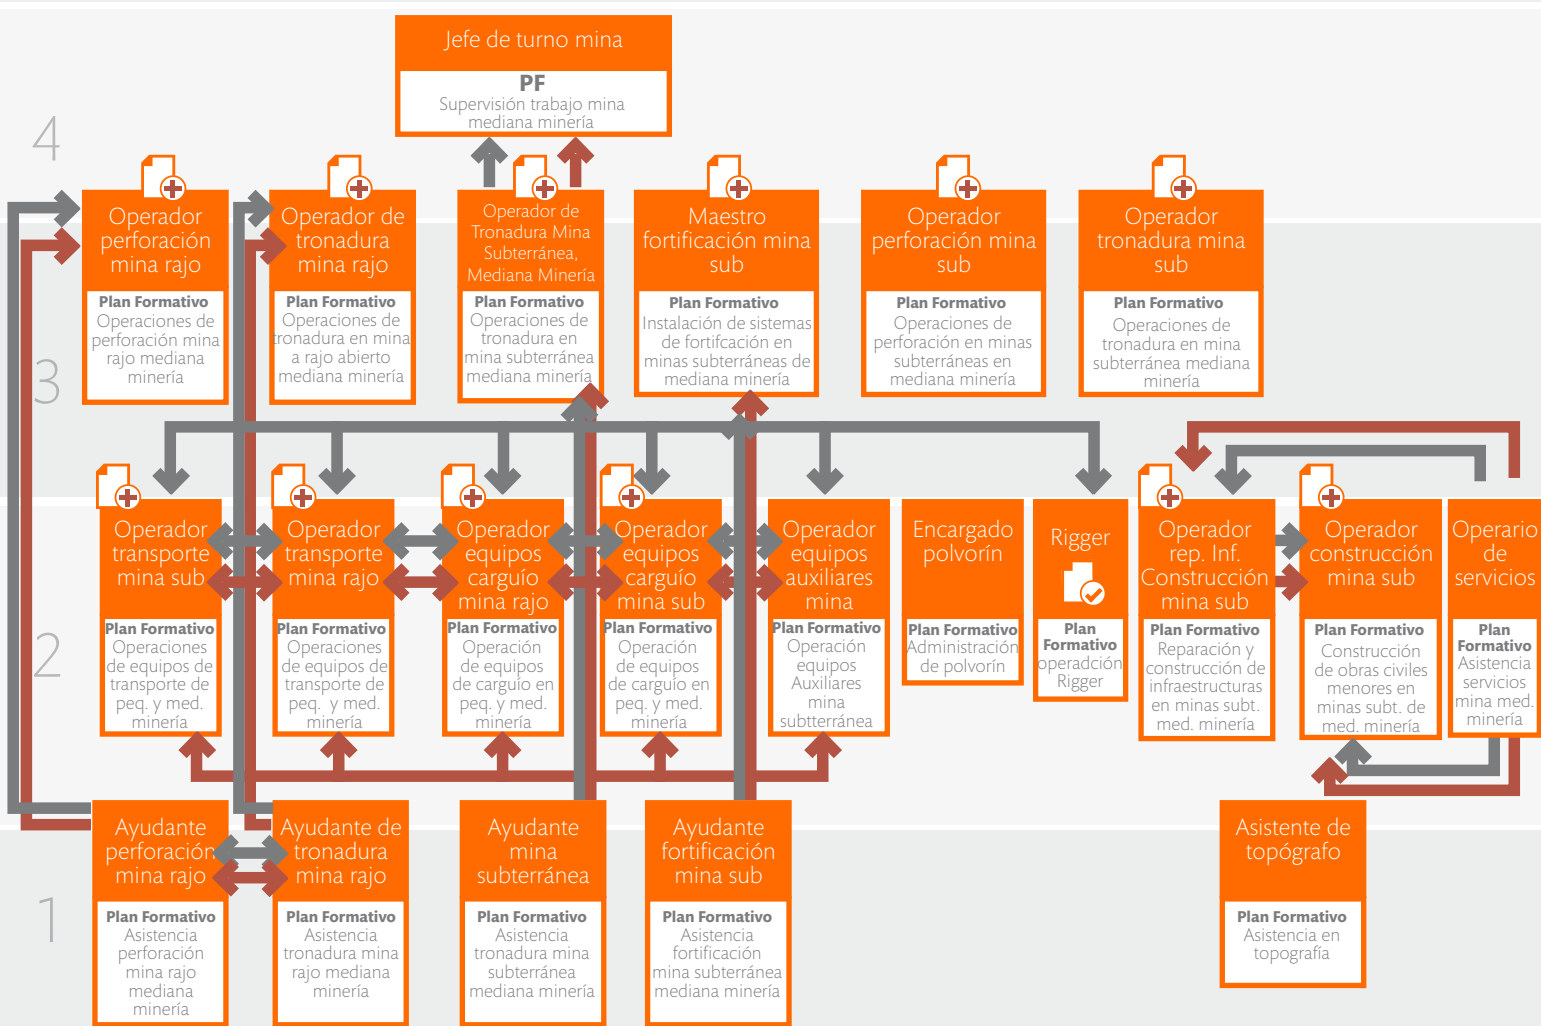 Jefe de turno mina
PF
Supervisión trabajo mina
mediana minería
4
Operador
perforación
mina rajo
Plan Formativo
Operaciones de
perforación mina
rajo mediana
minería
Operador de
tronadura
mina rajo
Plan Formativo
Operaciones de
tronadura en mina
a rajo abierto
mediana minería
Operador de
Tronadura Mina
Subterránea,
Mediana Minería
Plan Formativo
Operaciones de
tronadura en
mina subterránea
mediana minería
Maestro
fortificación mina
sub
Plan Formativo
Instalación de sistemas
de fortifcación en
minas subterráneas de
mediana minería
Operador
perforación mina
sub
Plan Formativo
Operaciones de
perforación en minas
subterráneas en
mediana minería
Operador
tronadura mina
sub
Plan Formativo
Operaciones de
tronadura en mina
subterránea mediana
minería
3
Operador
transporte
mina sub
Plan Formativo
Operaciones
de equipos de
transporte de
peq. y med.
minería
Operador
transporte
mina rajo
Plan Formativo
Operaciones
de equipos de
transporte de
peq. y med.
minería
Operador
equipos
carguío
mina rajo
Plan Formativo
Operación
de equipos
de carguío en
peq. y med.
minería
Operador
equipos
carguío
mina sub
Plan Formativo
Operación
de equipos
de carguío en
peq. y med.
minería
Operador
equipos
auxiliares
mina
Plan Formativo
Operación
equipos
Auxiliares
mina
subtterránea
Encargado
polvorín
Plan Formativo
Administración
de polvorín
Rigger
Plan
Formativo
operadción
Rigger
Operador
rep. Inf.
Construcción
mina sub
Plan Formativo
Reparación y
construcción de
infraestructuras
en minas subt.
med. minería
Operador
construcción
mina sub
Plan Formativo
Construcción
de obras civiles
menores en
minas subt. de
med. minería
Operario
de
servicios
Plan
Formativo
Asistencia
servicios
mina med.
minería
2
Ayudante
perforación
mina rajo
Plan Formativo
Asistencia
perforación
mina rajo
mediana
minería
Ayudante de
tronadura
mina rajo
Plan Formativo
Asistencia
tronadura mina
rajo mediana
minería
Ayudante
mina
subterránea
Plan Formativo
Asistencia
tronadura mina
subterránea
mediana minería
Ayudante
fortificación
mina sub
Plan Formativo
Asistencia
fortificación
mina subterránea
mediana minería
Asistente de
topógrafo
Plan Formativo
Asistencia en
topografía
1